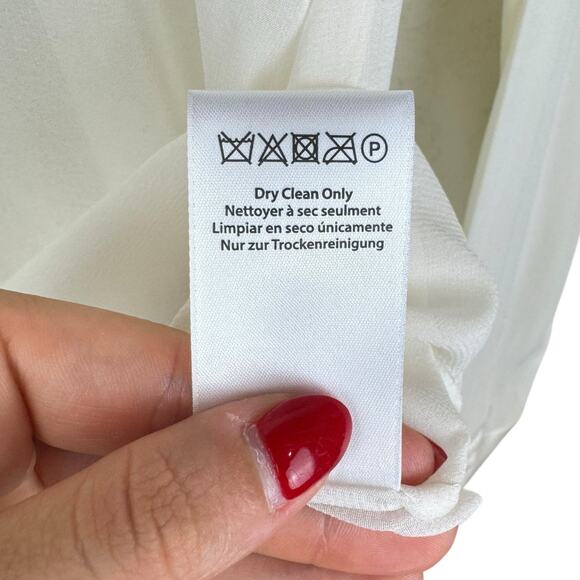 P
Dry Clean Only
Nettoyer à sec seulment
Limpiar en seco únicamente
Nur zur Trockenreinigung